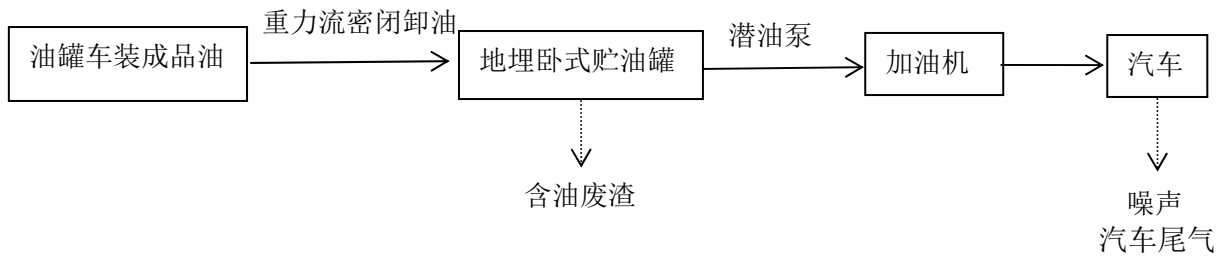 重力流密闭卸油
油罐车装成品油
地埋卧式贮油罐
潜油泵
加油机
汽车
含油废渣
噪声
汽车尾气